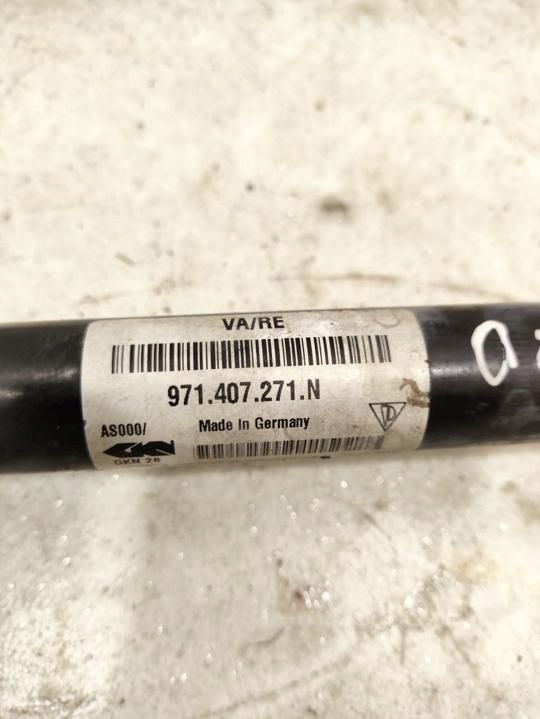 VA/RE
971.407.271.N
AS000/
Made in Germany
GKN 28